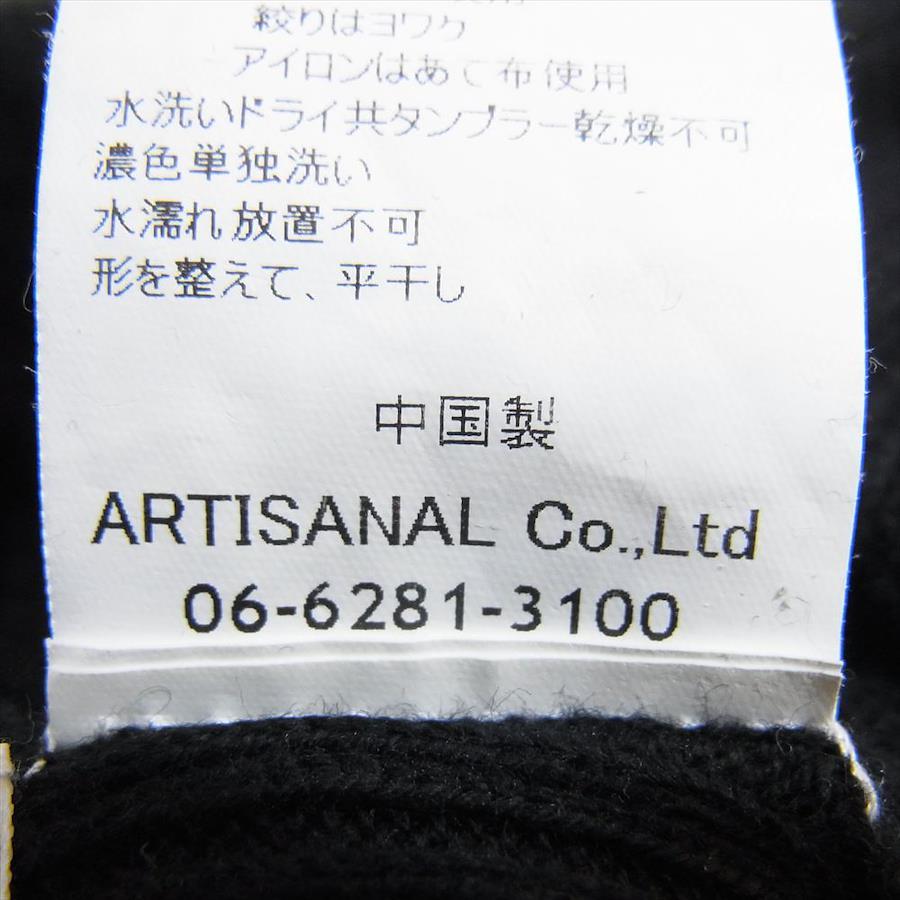 絞りはヨワク
アイロンはあて布使用
水洗いドライ共タンブラー乾燥不可
濃色単独洗い
水濡れ放置不可
形を整えて、平干し
中国製
ARTISANAL Co.,Ltd
06-6281-3100